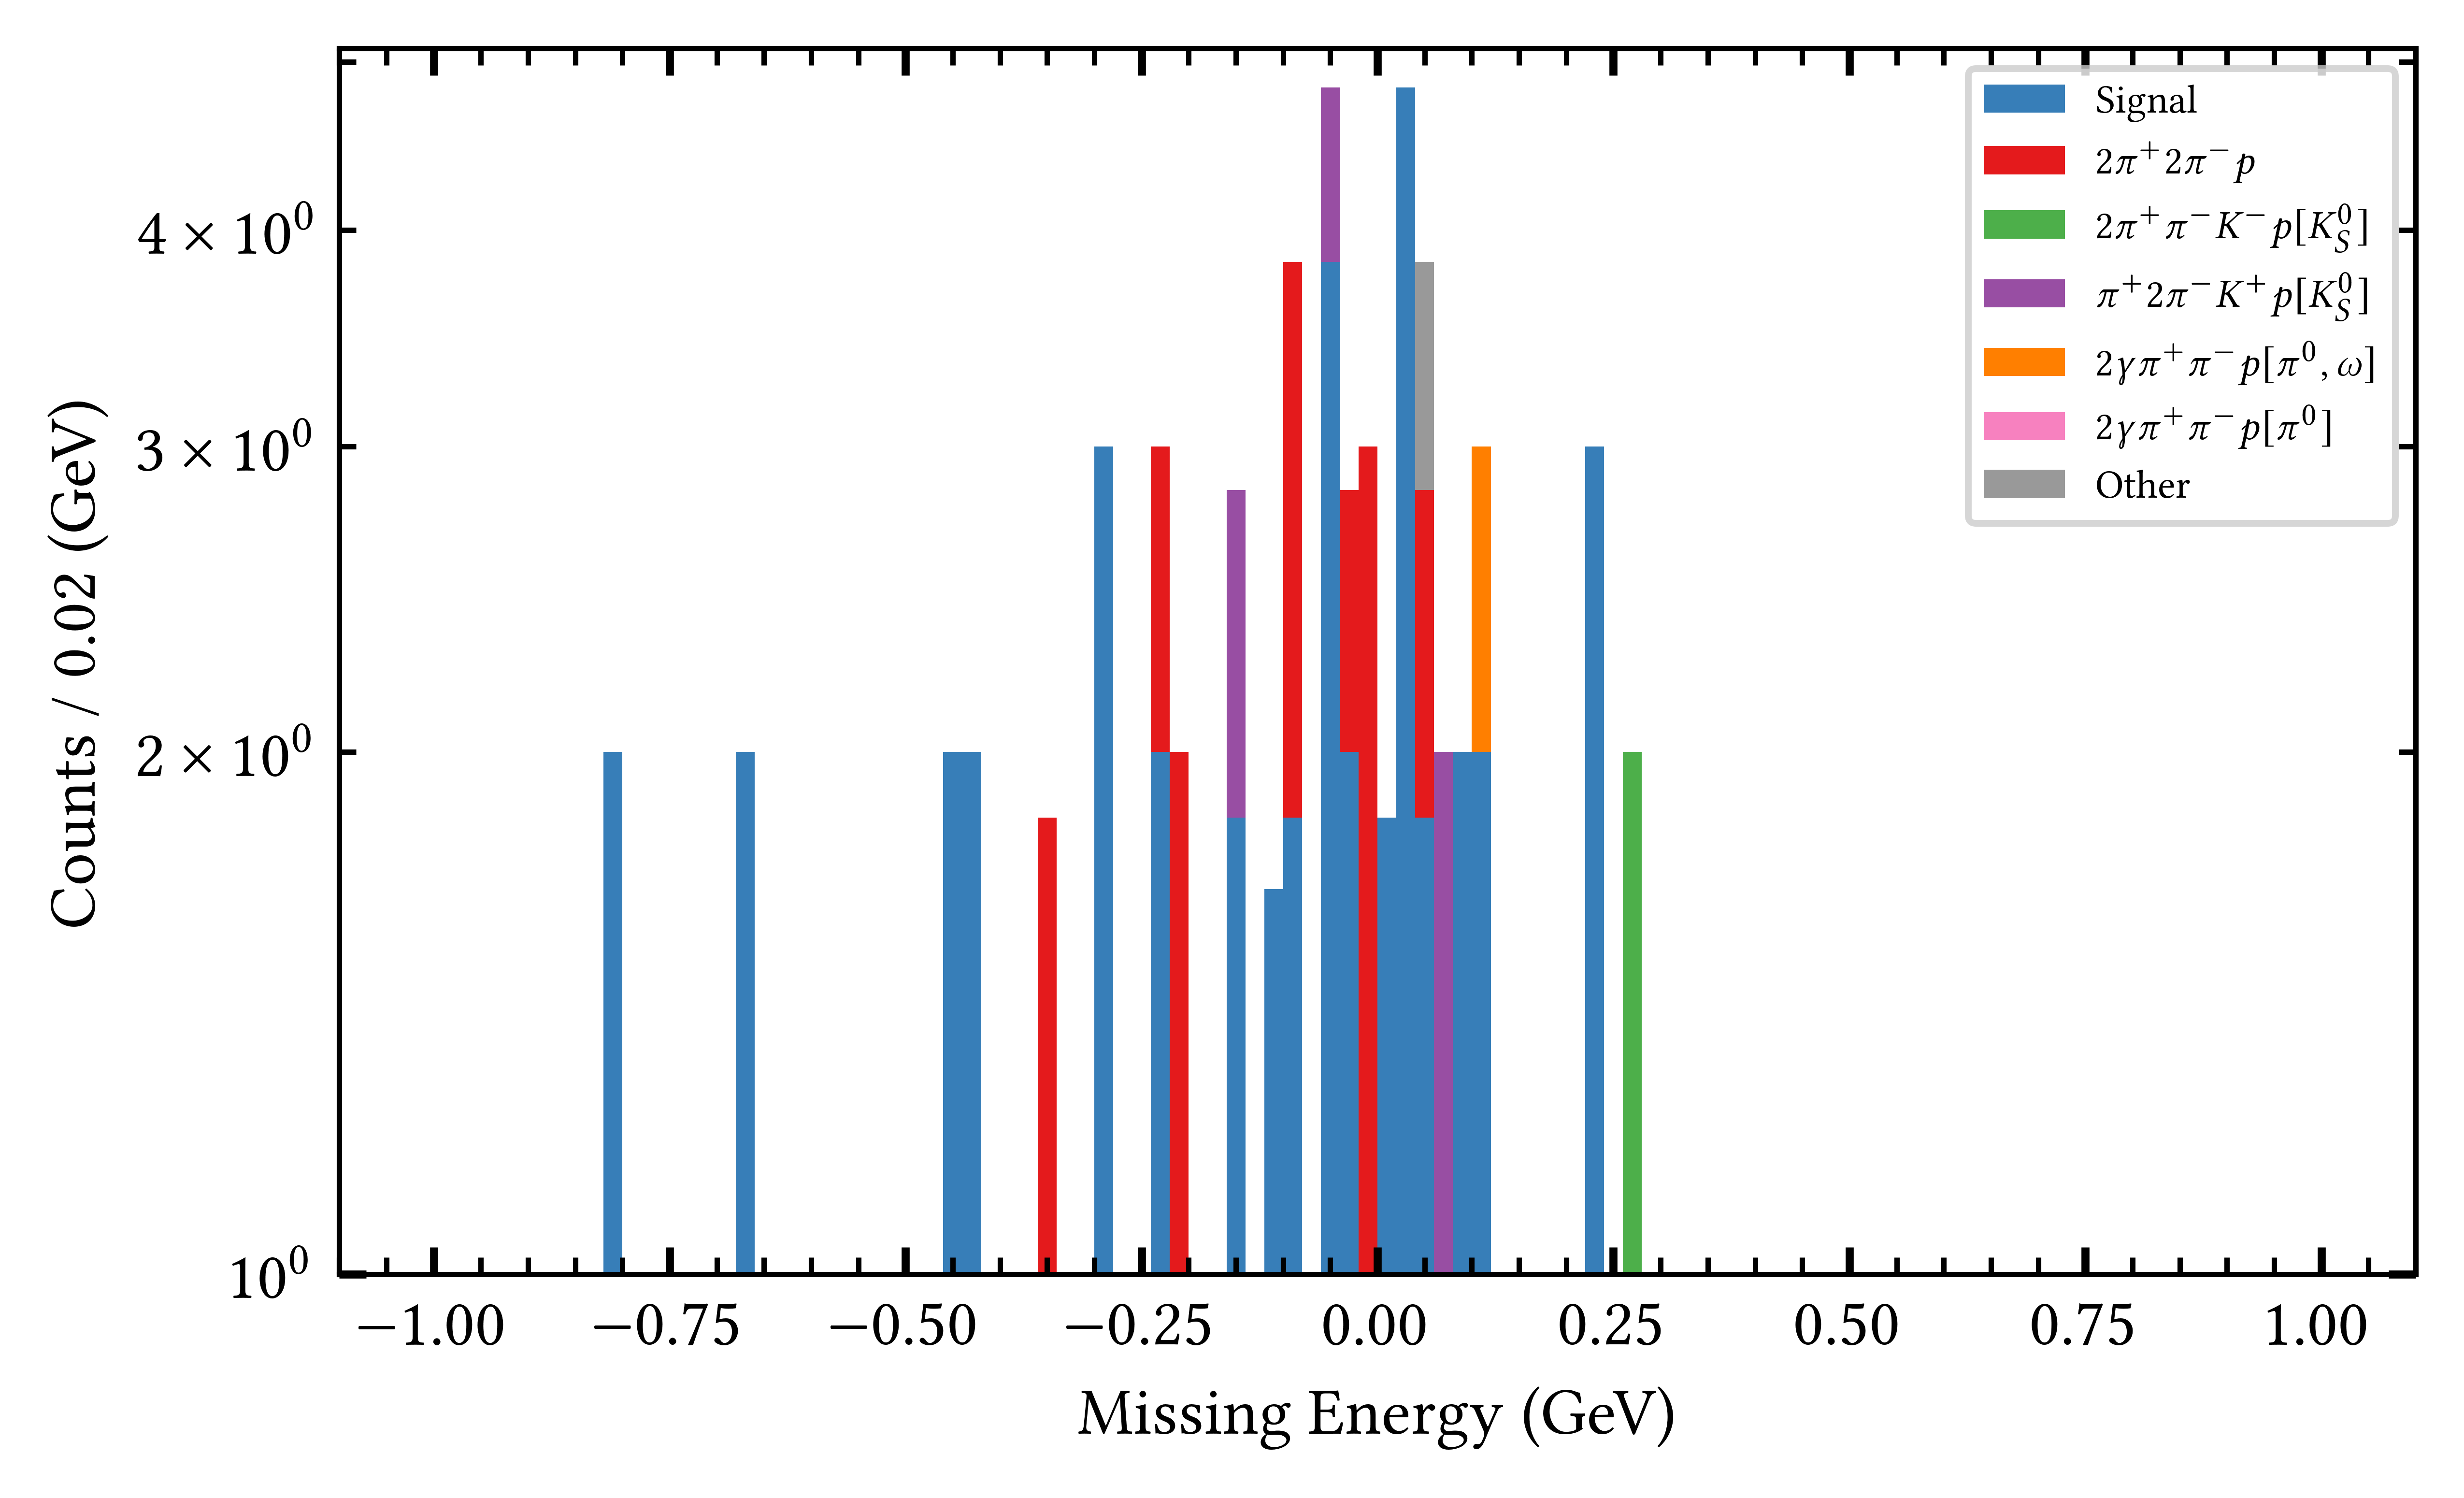 Counts / 0.02 (GeV)
4 × 10⁰
3 × 10⁰
2 × 10⁰
10⁰
−1.00 −0.75 −0.50 −0.25 0.00 0.25 0.50 0.75 1.00
Missing Energy (GeV)
Signal
2π⁺2π⁻p
2π⁺π⁻K⁻p[K⁰_S]
π⁺2π⁻K⁺p[K⁰_S]
2γπ⁺π⁻p[π⁰, ω]
2γπ⁺π⁻p[π⁰]
Other